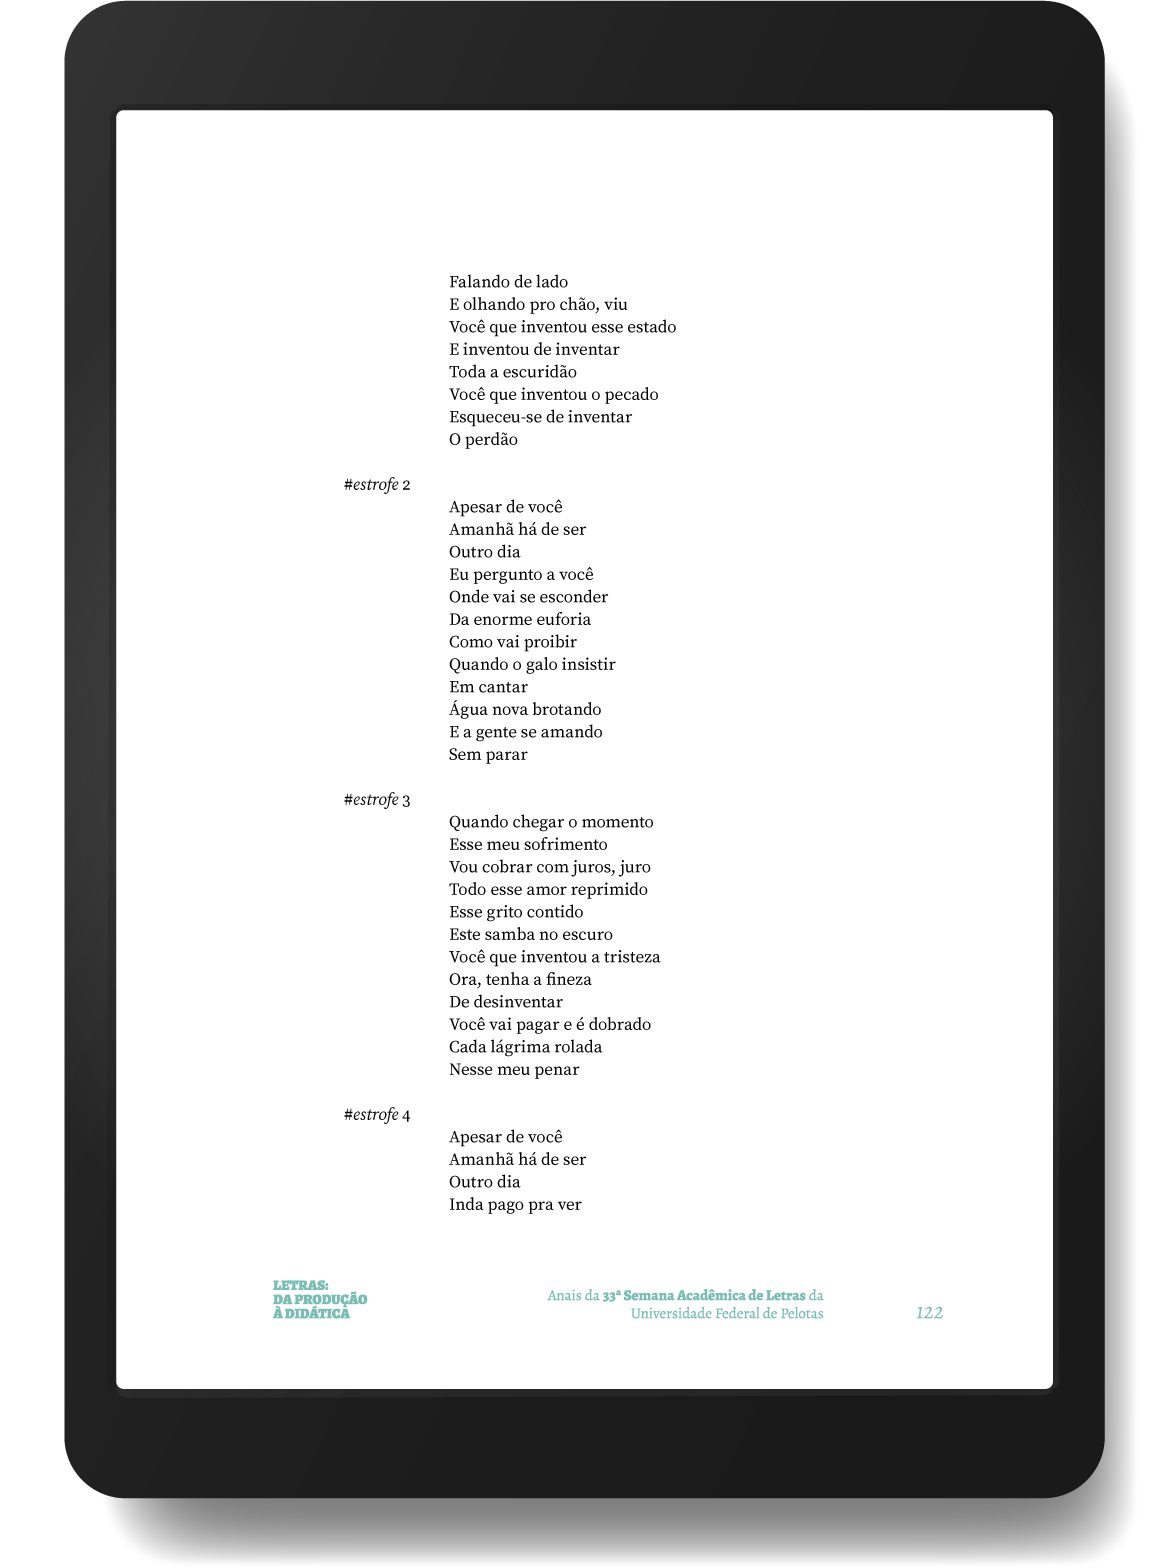 Falando de lado
E olhando pro chão, viu
Você que inventou esse estado
E inventou de inventar
Toda a escuridão
Você que inventou o pecado
Esqueceu-se de inventar
O perdão
#estrofe 2
Apesar de você
Amanhã há de ser
Outro dia
Eu pergunto a você
Onde vai se esconder
Da enorme euforia
Como vai proibir
Quando o galo insistir
Em cantar
Água nova brotando
E a gente se amando
Sem parar
#estrofe 3
Quando chegar o momento
Esse meu sofrimento
Vou cobrar com juros, juro
Todo esse amor reprimido
Esse grito contido
Este samba no escuro
Você que inventou a tristeza
Ora, tenha a fineza
De desinventar
Você vai pagar e é dobrado
Cada lágrima rolada
Nesse meu penar
#estrofe 4
Apesar de você
Amanhã há de ser
Outro dia
Inda pago pra ver
LETRAS:
DA PRODUÇÃO
À DIDÁTICA
Anais da 33ª Semana Acadêmica de Letras da
Universidade Federal de Pelotas
122